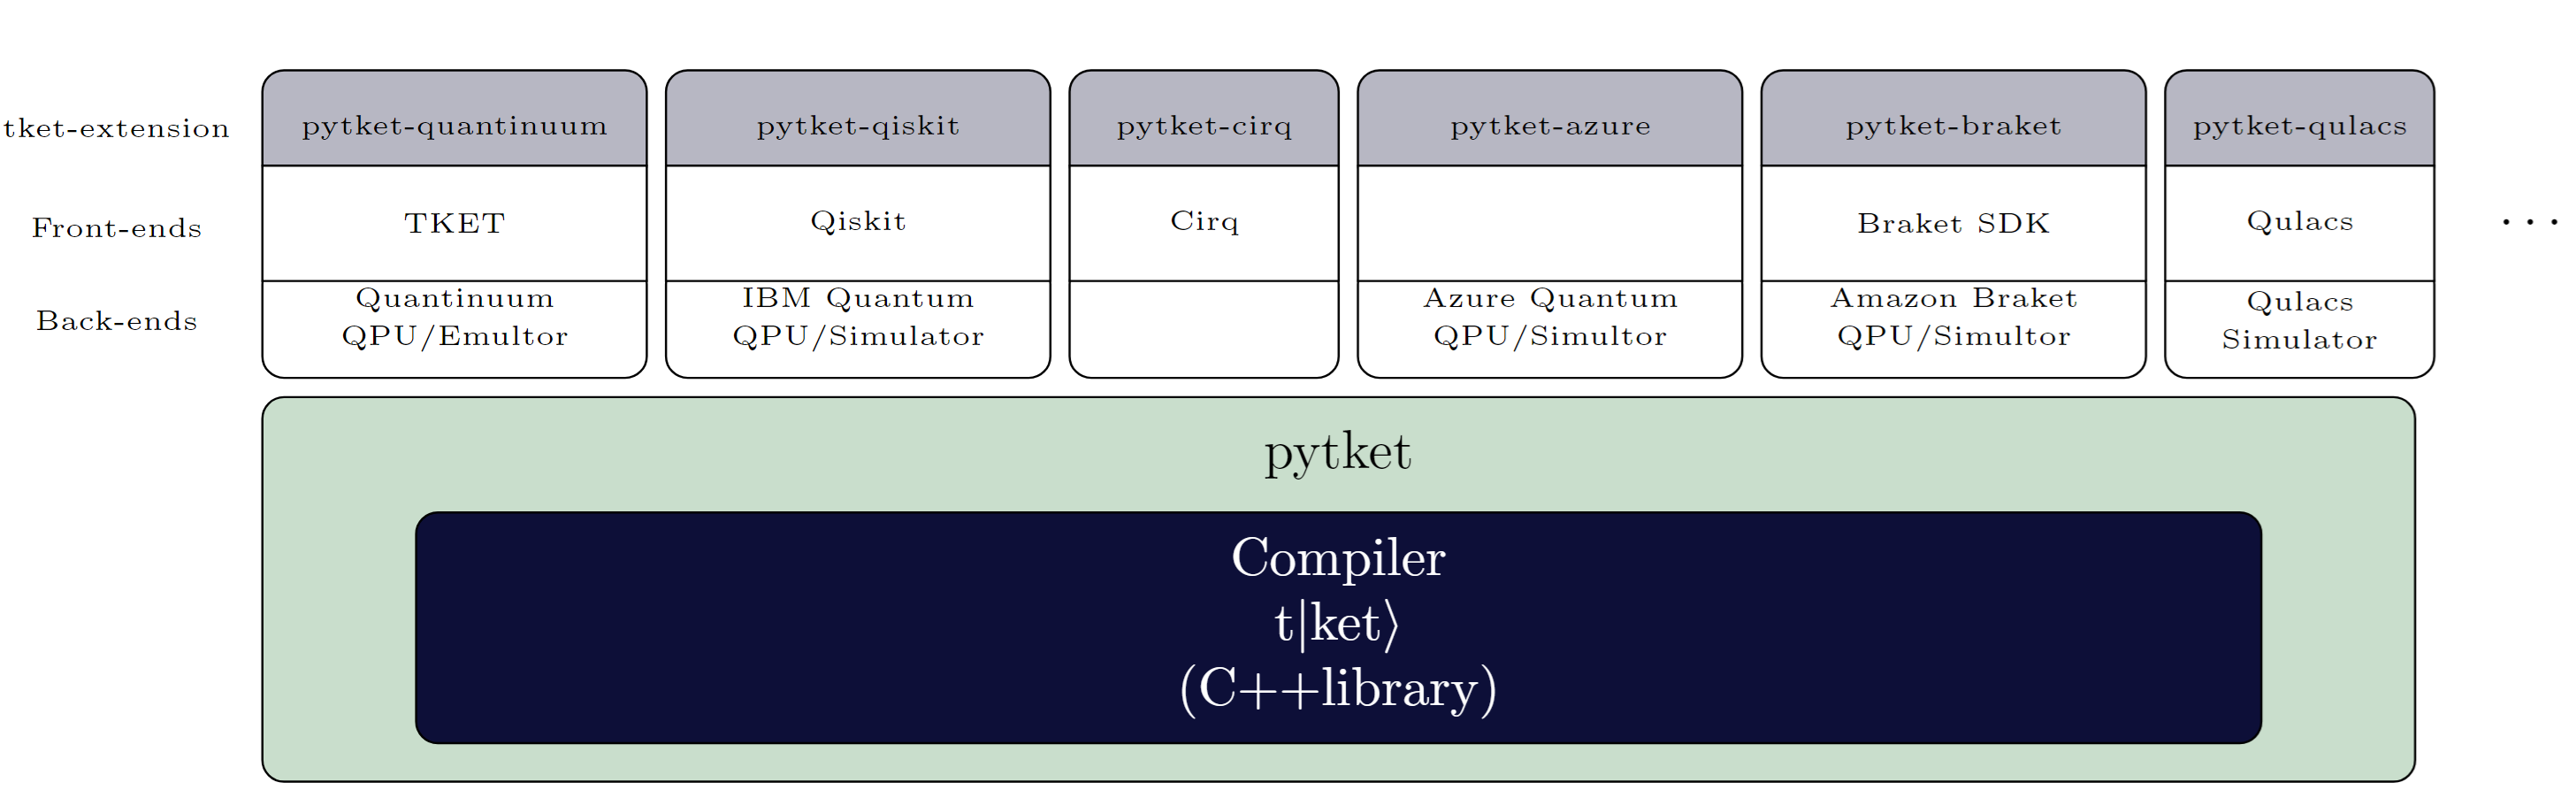 tket-extension pytket-quantinuum pytket-qiskit pytket-cirq pytket-azure pytket-braket pytket-qulacs
Front-ends TKET Qiskit Cirq Braket SDK Qulacs ...
Back-ends
Quantinuum
QPU/Emultor
IBM Quantum
QPU/Simulator
Azure Quantum
QPU/Simultor
Amazon Braket
QPU/Simultor
Qulacs
Simulator
pytket
Compiler
t|ket⟩
(C++library)